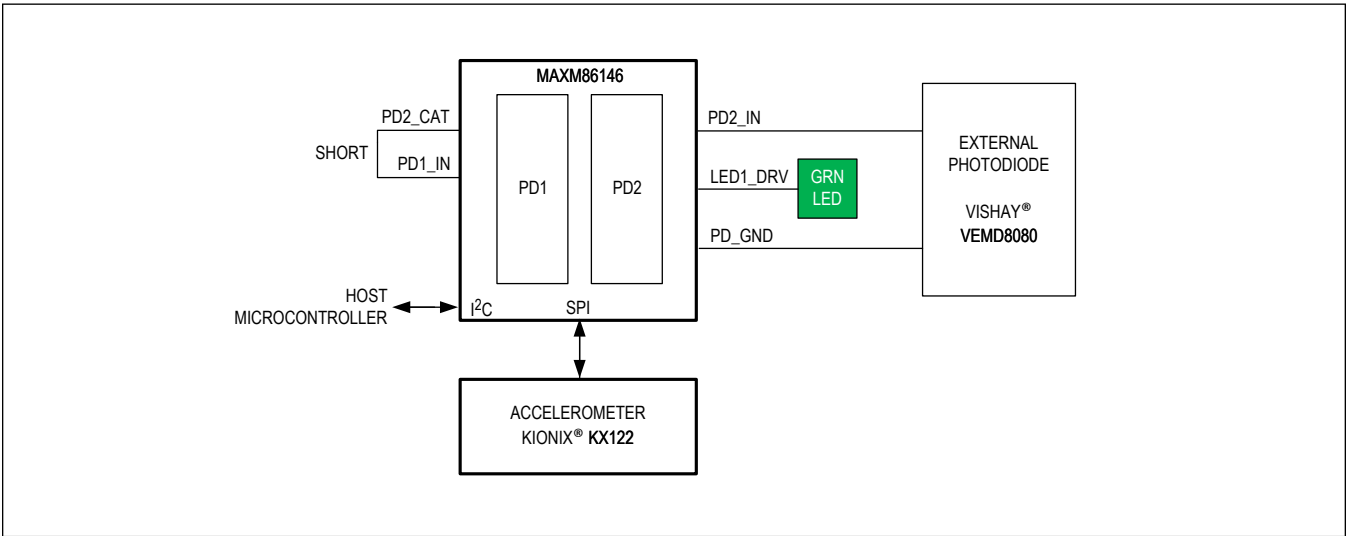 MAXM86146
PD2_CAT
SHORT
PD1_IN
PD1
PD2
PD2_IN
LED1_DRV
GRN
LED
PD_GND
EXTERNAL
PHOTODIODE
VISHAY®
VEMD8080
HOST
MICROCONTROLLER
I²C
SPI
ACCELEROMETER
KIONIX® KX122